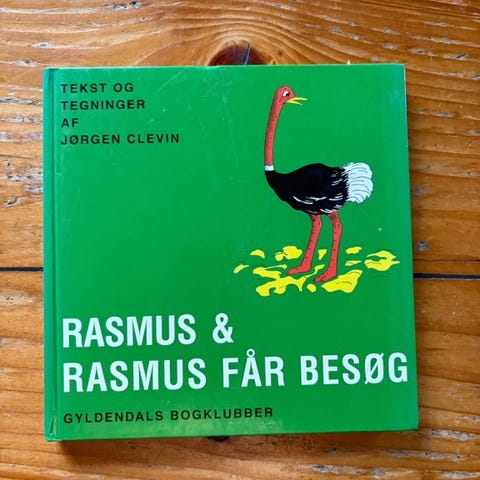 TEKST OG
TEGNINGER
AF
JØRGEN CLEVIN
RASMUS &
RASMUS FÅR BESØG
GYLDENDALS BOGKLUBBER